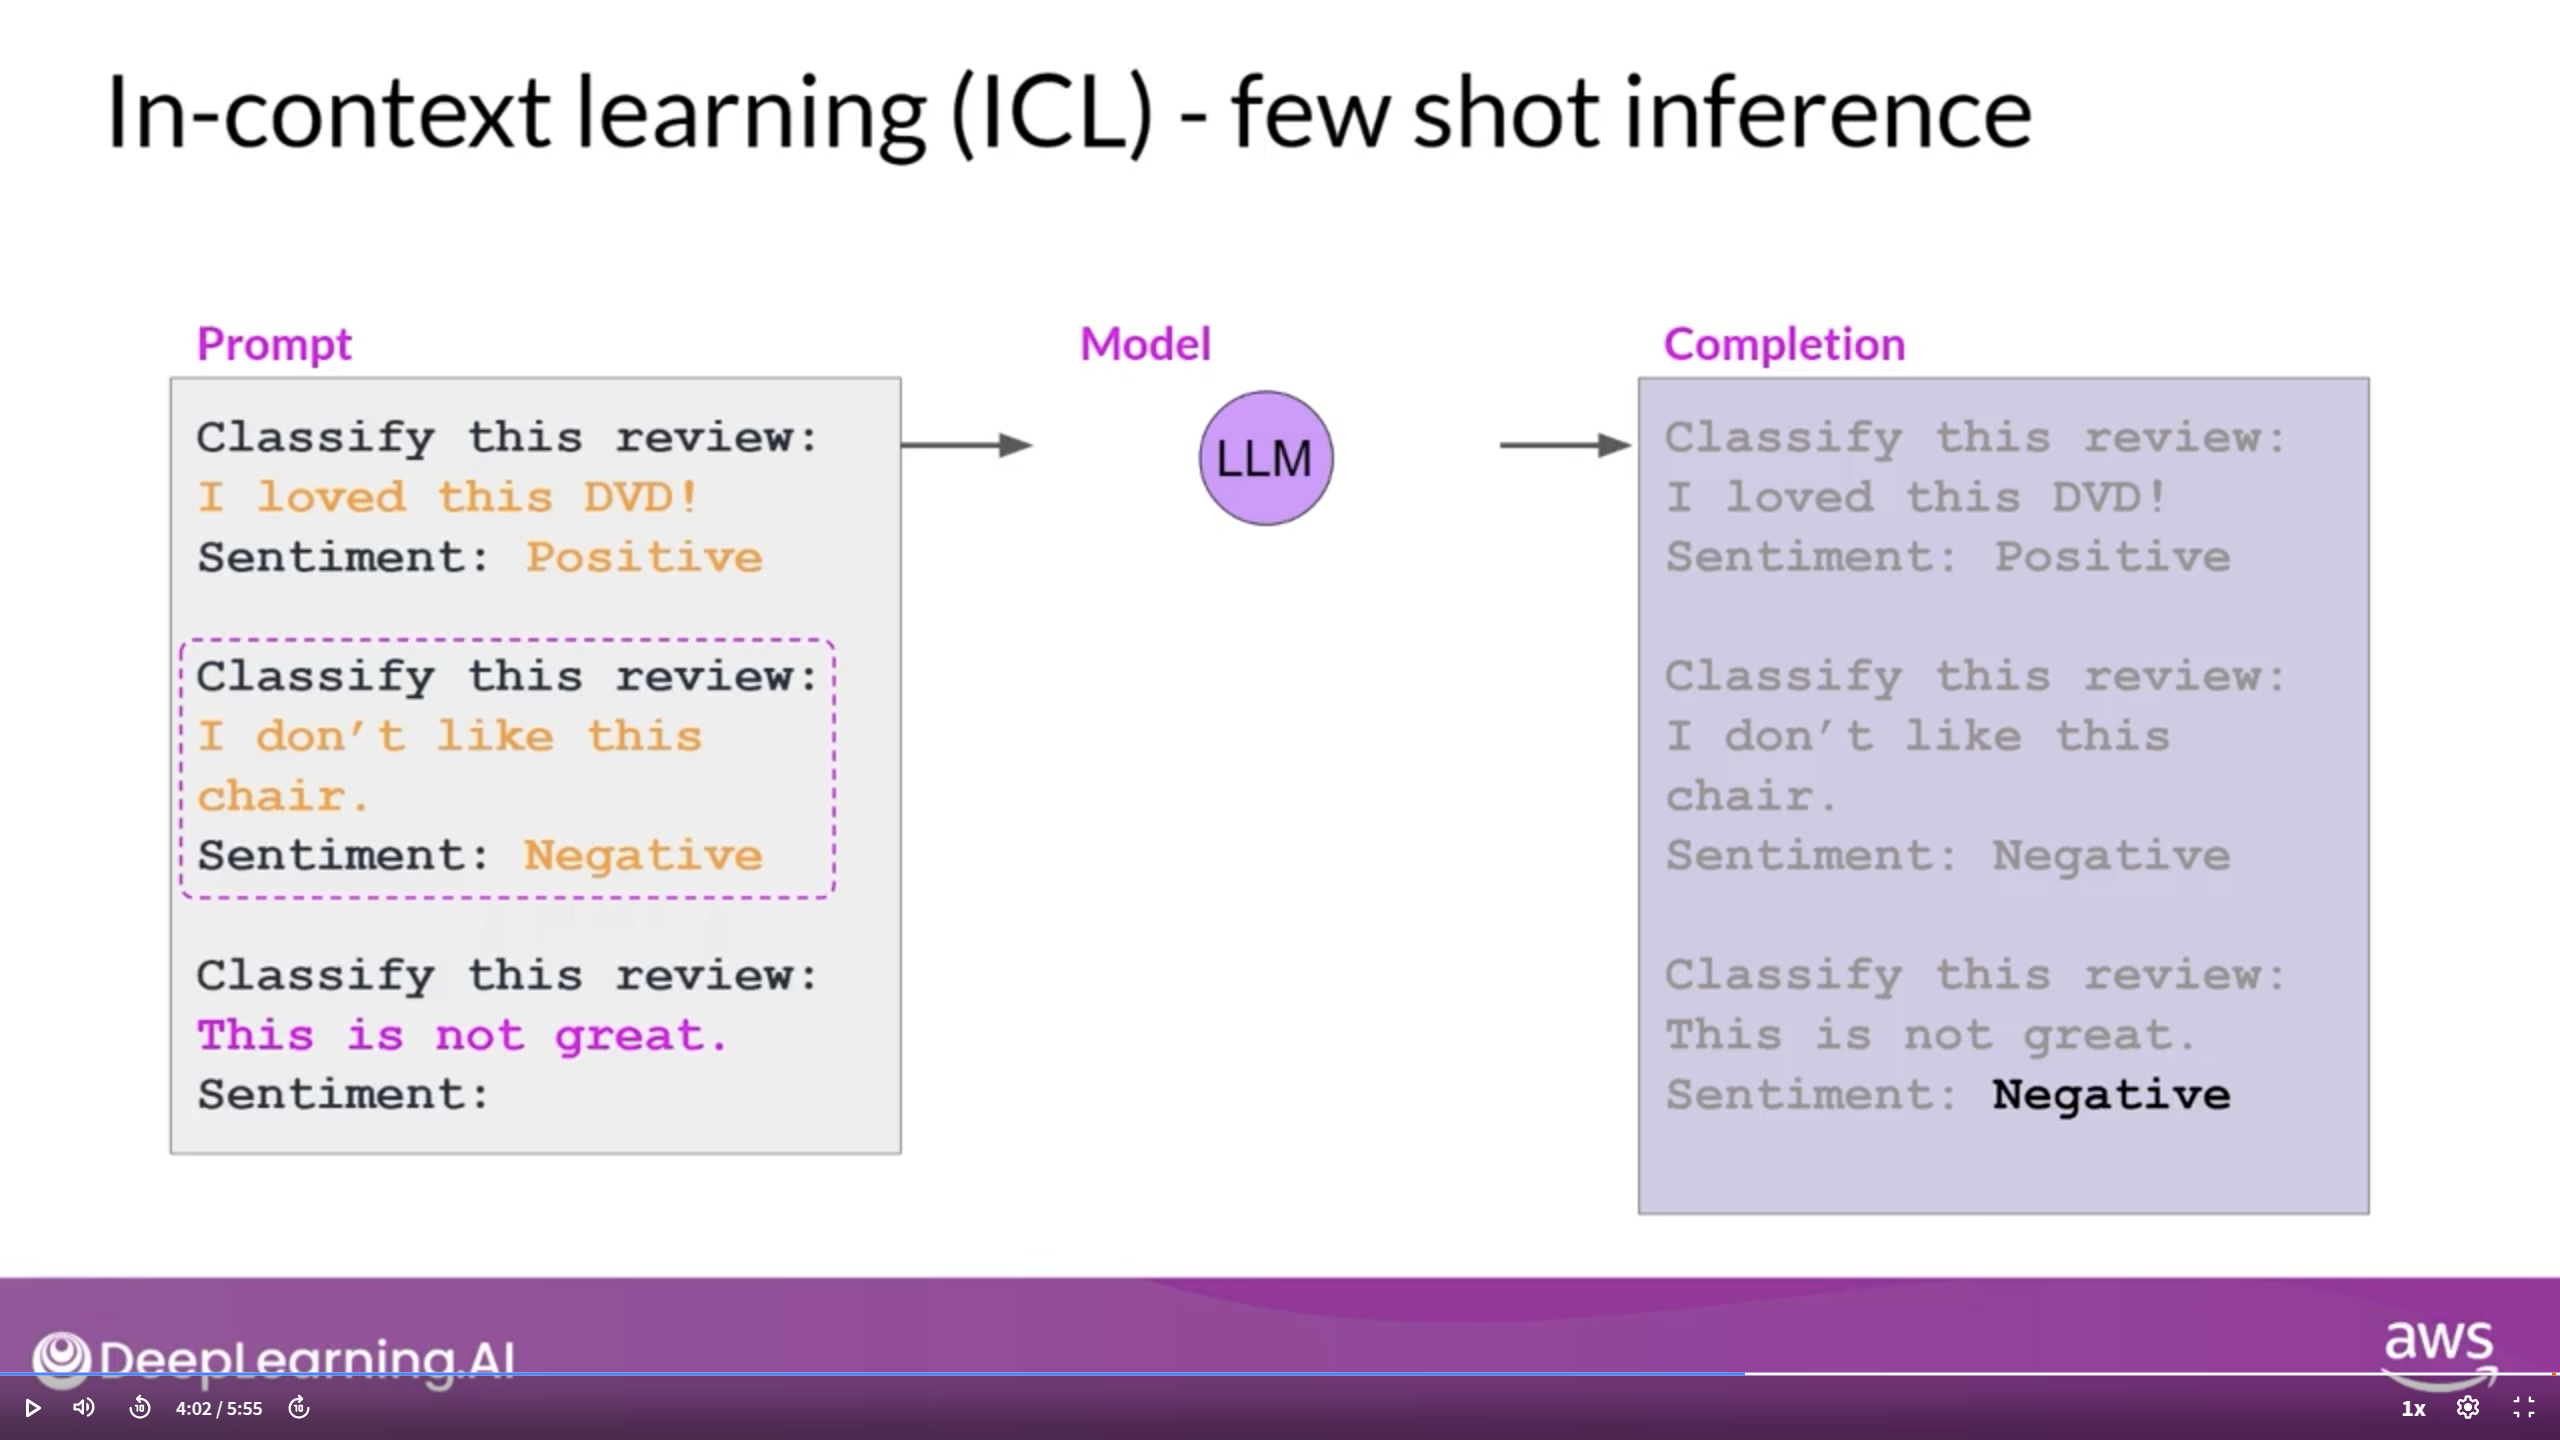 In-context learning (ICL) - few shot inference
Prompt
Classify this review:
I loved this DVD!
Sentiment: Positive
Classify this review:
I don’t like this
chair.
Sentiment: Negative
Classify this review:
This is not great.
Sentiment:
Model
LLM
Completion
Classify this review:
I loved this DVD!
Sentiment: Positive
Classify this review:
I don’t like this
chair.
Sentiment: Negative
Classify this review:
This is not great.
Sentiment: Negative
DeepLearning.AI
aws
10
4:02 / 5:55
10
1x